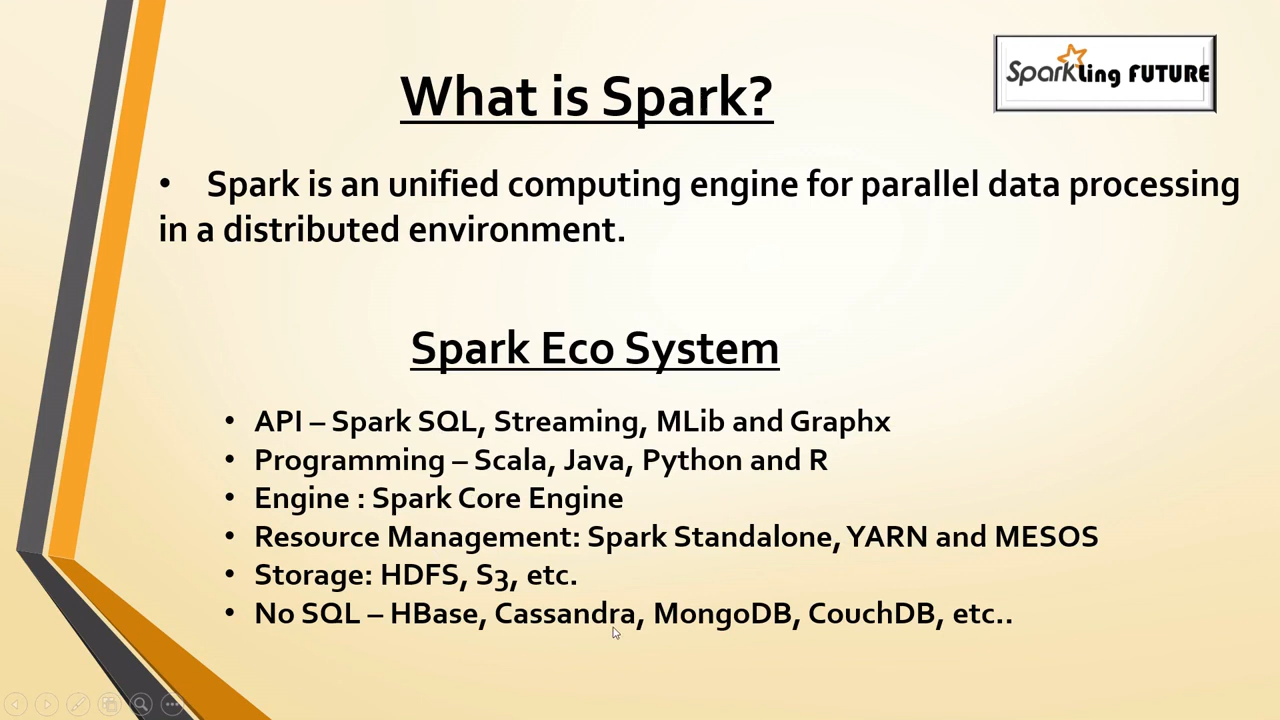 Sparkling FUTURE
What is Spark?
• Spark is an unified computing engine for parallel data processing
in a distributed environment.
Spark Eco System
• API – Spark SQL, Streaming, MLib and Graphx
• Programming – Scala, Java, Python and R
• Engine : Spark Core Engine
• Resource Management: Spark Standalone, YARN and MESOS
• Storage: HDFS, S3, etc.
• No SQL – HBase, Cassandra, MongoDB, CouchDB, etc..